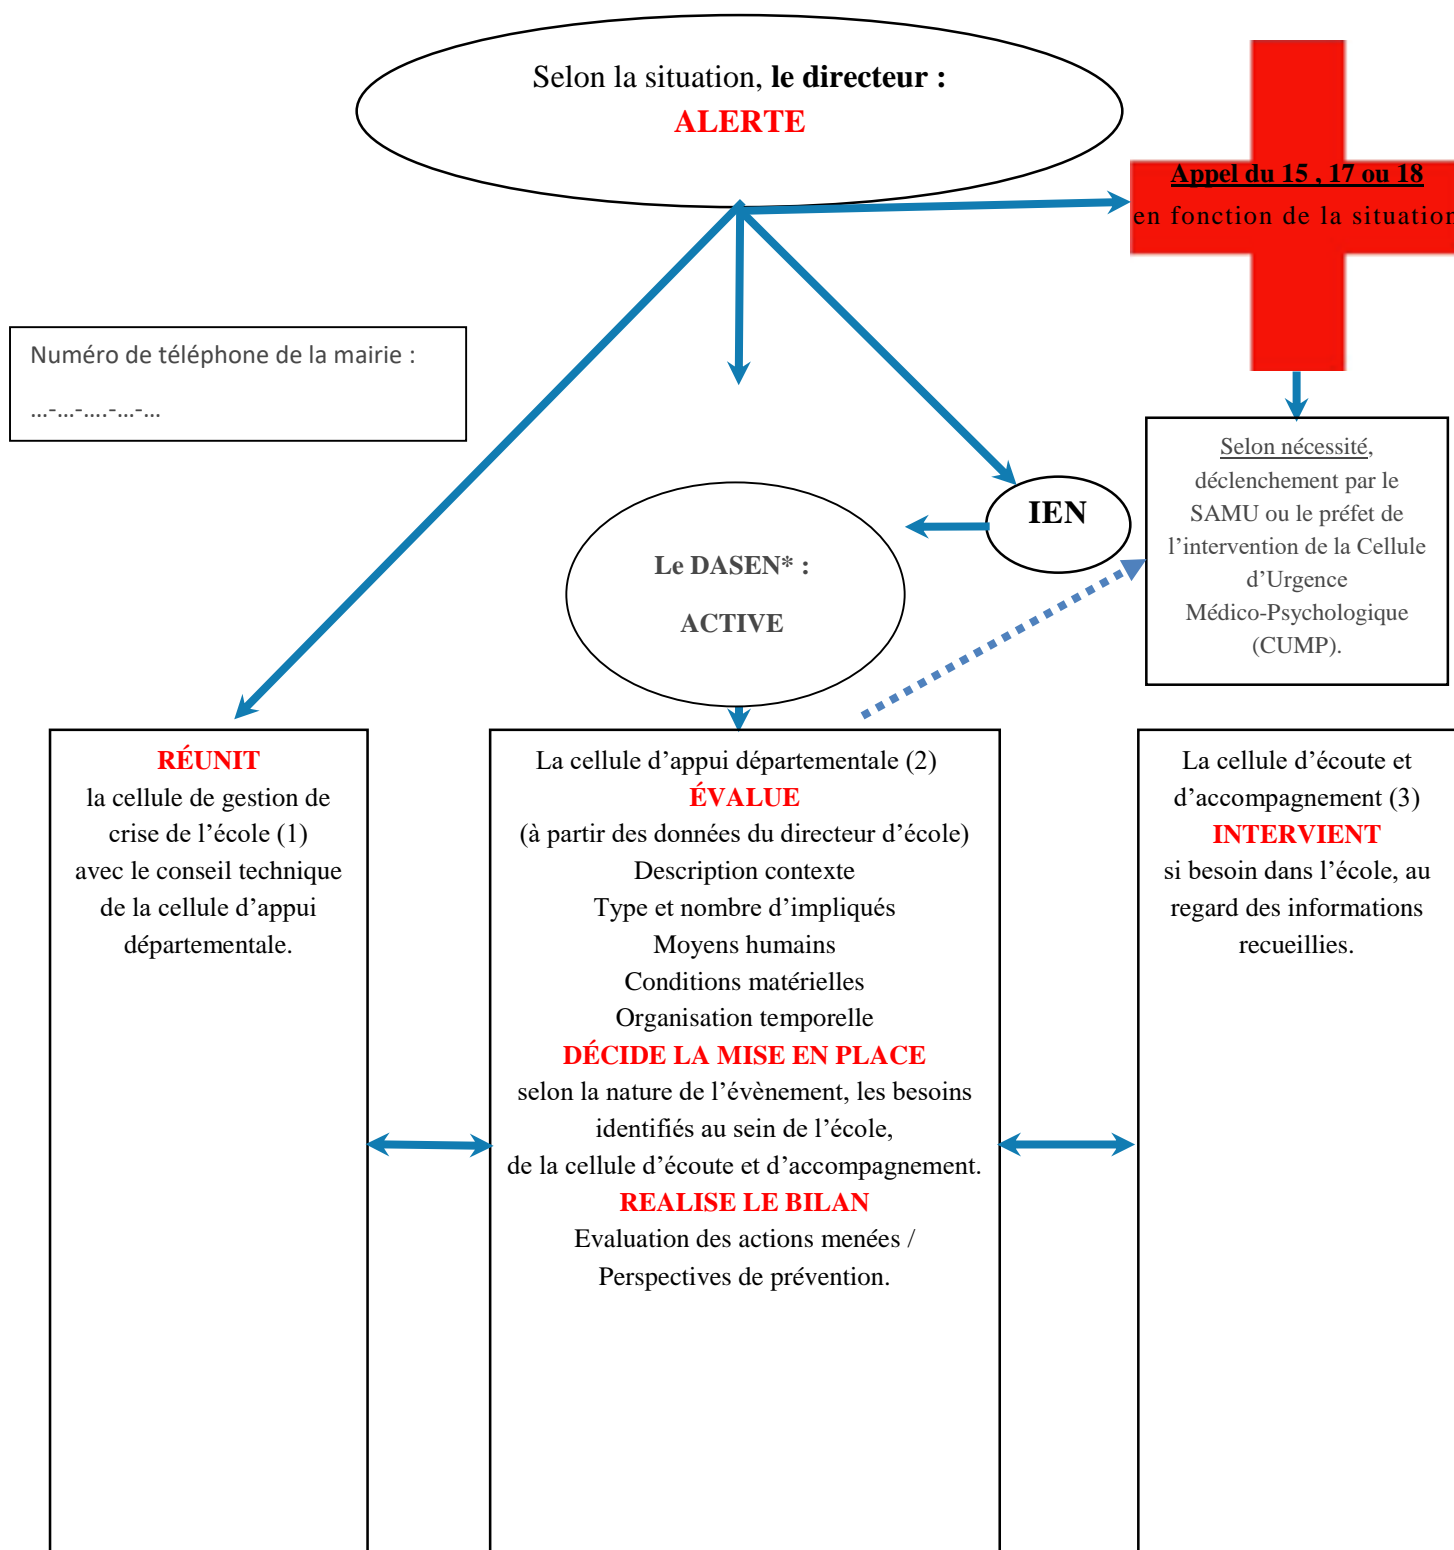 Selon la situation, le directeur :
ALERTE
Appel du 15 , 17 ou 18
en fonction de la situation
Numéro de téléphone de la mairie :
...-...-....-...-...
IEN
Le DASEN* :
ACTIVE
Selon nécessité,
déclenchement par le
SAMU ou le préfet de
l’intervention de la Cellule
d’Urgence
Médico-Psychologique
(CUMP).
RÉUNIT
la cellule de gestion de
crise de l’école (1)
avec le conseil technique
de la cellule d’appui
départementale.
La cellule d’appui départementale (2)
ÉVALUE
(à partir des données du directeur d’école)
Description contexte
Type et nombre d’impliqués
Moyens humains
Conditions matérielles
Organisation temporelle
DÉCIDE LA MISE EN PLACE
selon la nature de l’évènement, les besoins
identifiés au sein de l’école,
de la cellule d’écoute et d’accompagnement.
REALISE LE BILAN
Evaluation des actions menées /
Perspectives de prévention.
La cellule d’écoute et
d’accompagnement (3)
INTERVIENT
si besoin dans l’école, au
regard des informations
recueillies.